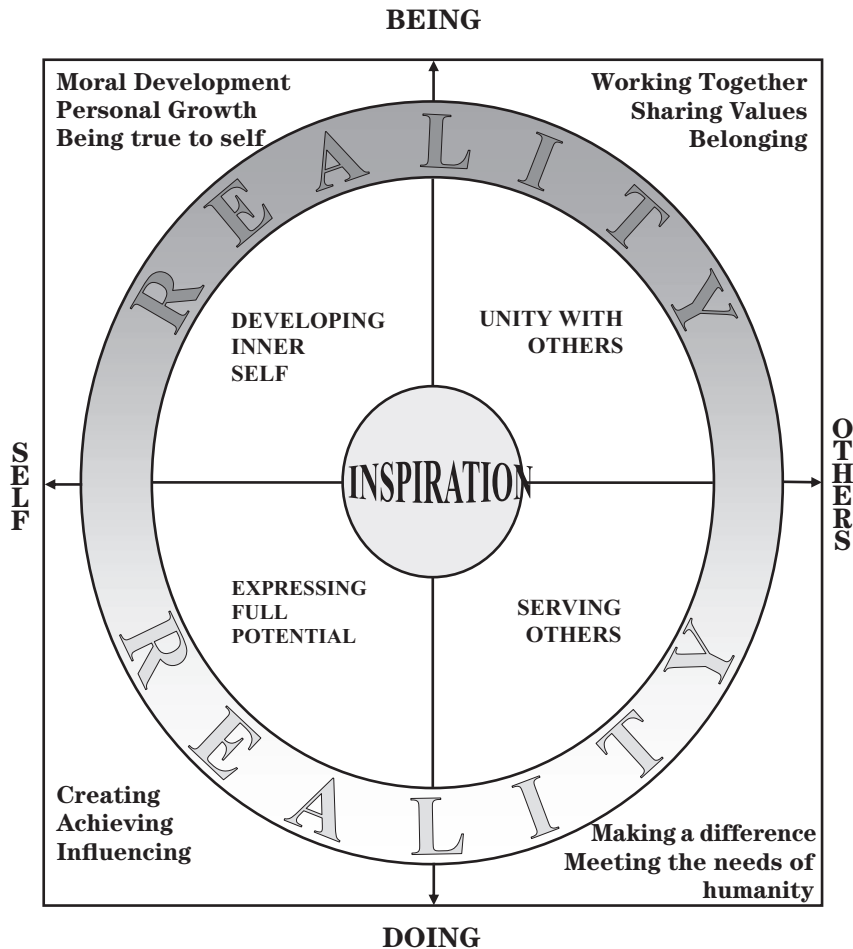 BEING
Moral Development
Personal Growth
Being true to self
Working Together
Sharing Values
Belonging
REALITY
DEVELOPING
INNER
SELF
UNITY WITH
OTHERS
SELF
INSPIRATION
OTHERS
EXPRESSING
FULL
POTENTIAL
SERVING
OTHERS
REALITY
Creating
Achieving
Influencing
Making a difference
Meeting the needs of
humanity
DOING